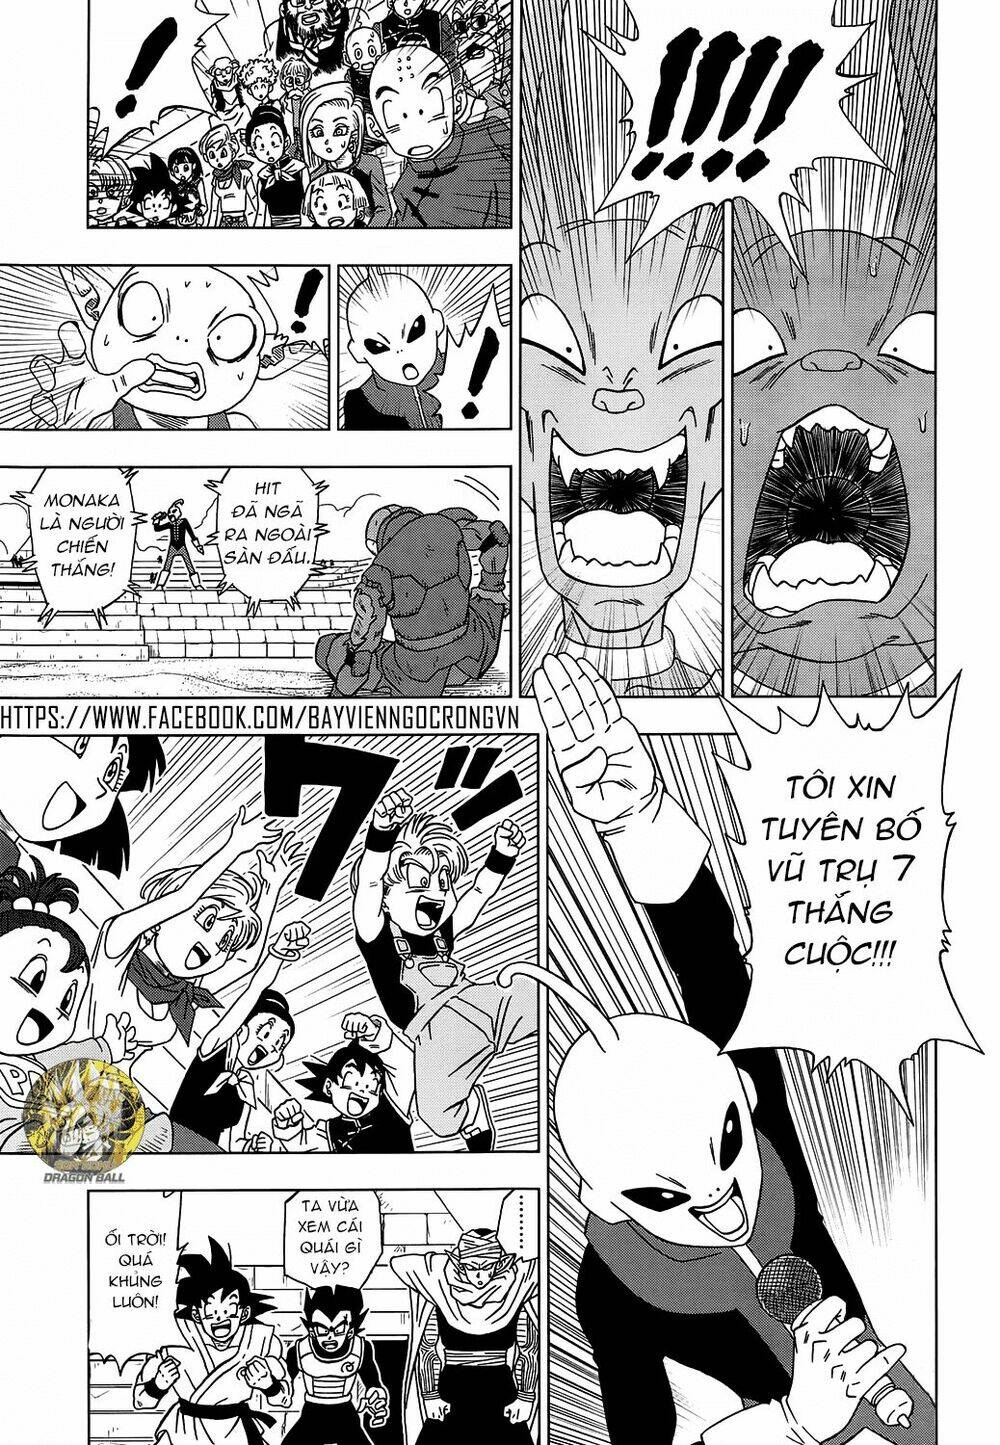 !!!!
!
!
!
HIT
ĐÃ NGÃ
RA NGOÀI
SÀN ĐẤU.
MONAKA
LÀ NGƯỜI
CHIẾN
THẮNG!
HTTPS://WWW.FACEBOOK.COM/BAYVIENNGOCRONGVN
TÔI XIN
TUYÊN BỐ
VŨ TRỤ 7
THẮNG
CUỘC!!!
ワッ
P
DRAGON BALL
TA VỪA
XEM CÁI
QUÁI GÌ
VẬY?
ỐI TRỜI!
QUÁ
KHỦNG
LUÔN!